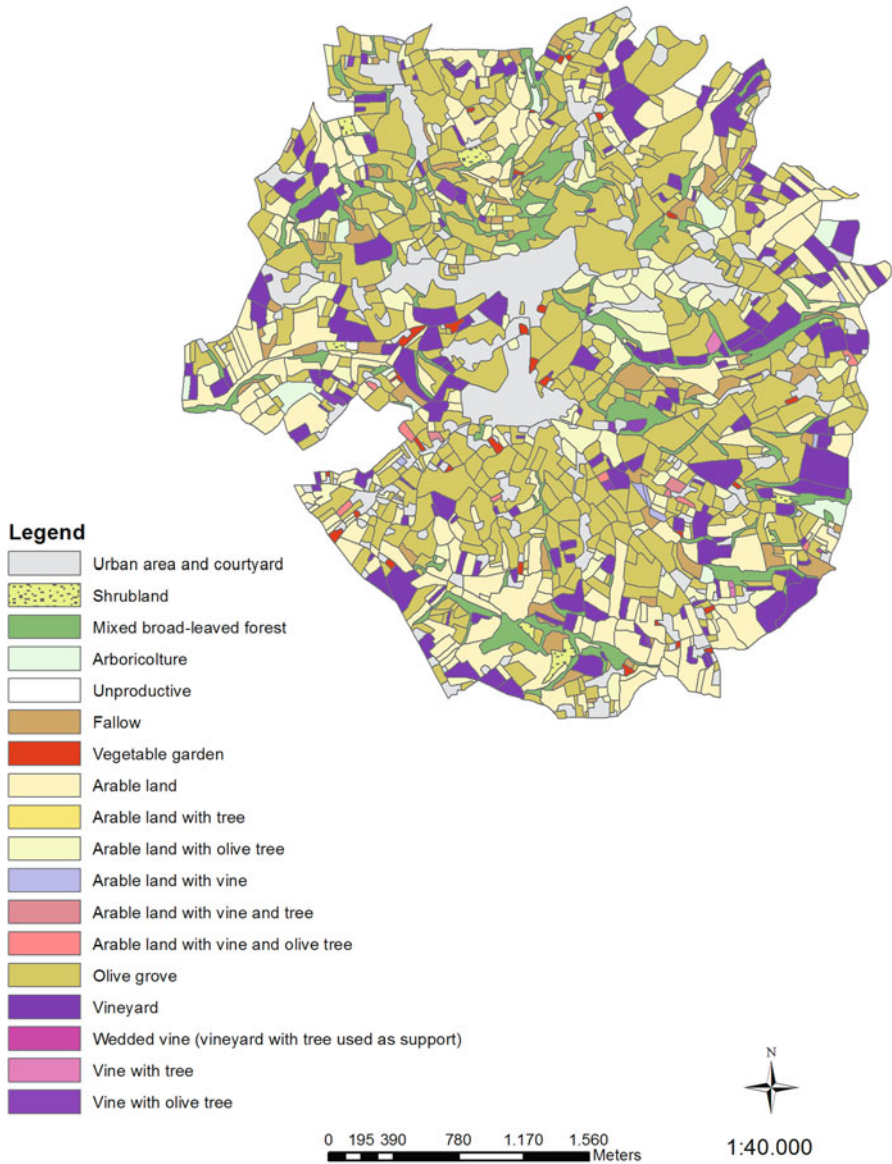 Legend
Urban area and courtyard
Shrubland
Mixed broad-leaved forest
Arboricolture
Unproductive
Fallow
Vegetable garden
Arable land
Arable land with tree
Arable land with olive tree
Arable land with vine
Arable land with vine and tree
Arable land with vine and olive tree
Olive grove
Vineyard
Wedded vine (vineyard with tree used as support)
Vine with tree
Vine with olive tree
N
0 195 390 780 1.170 1.560
Meters
1:40.000